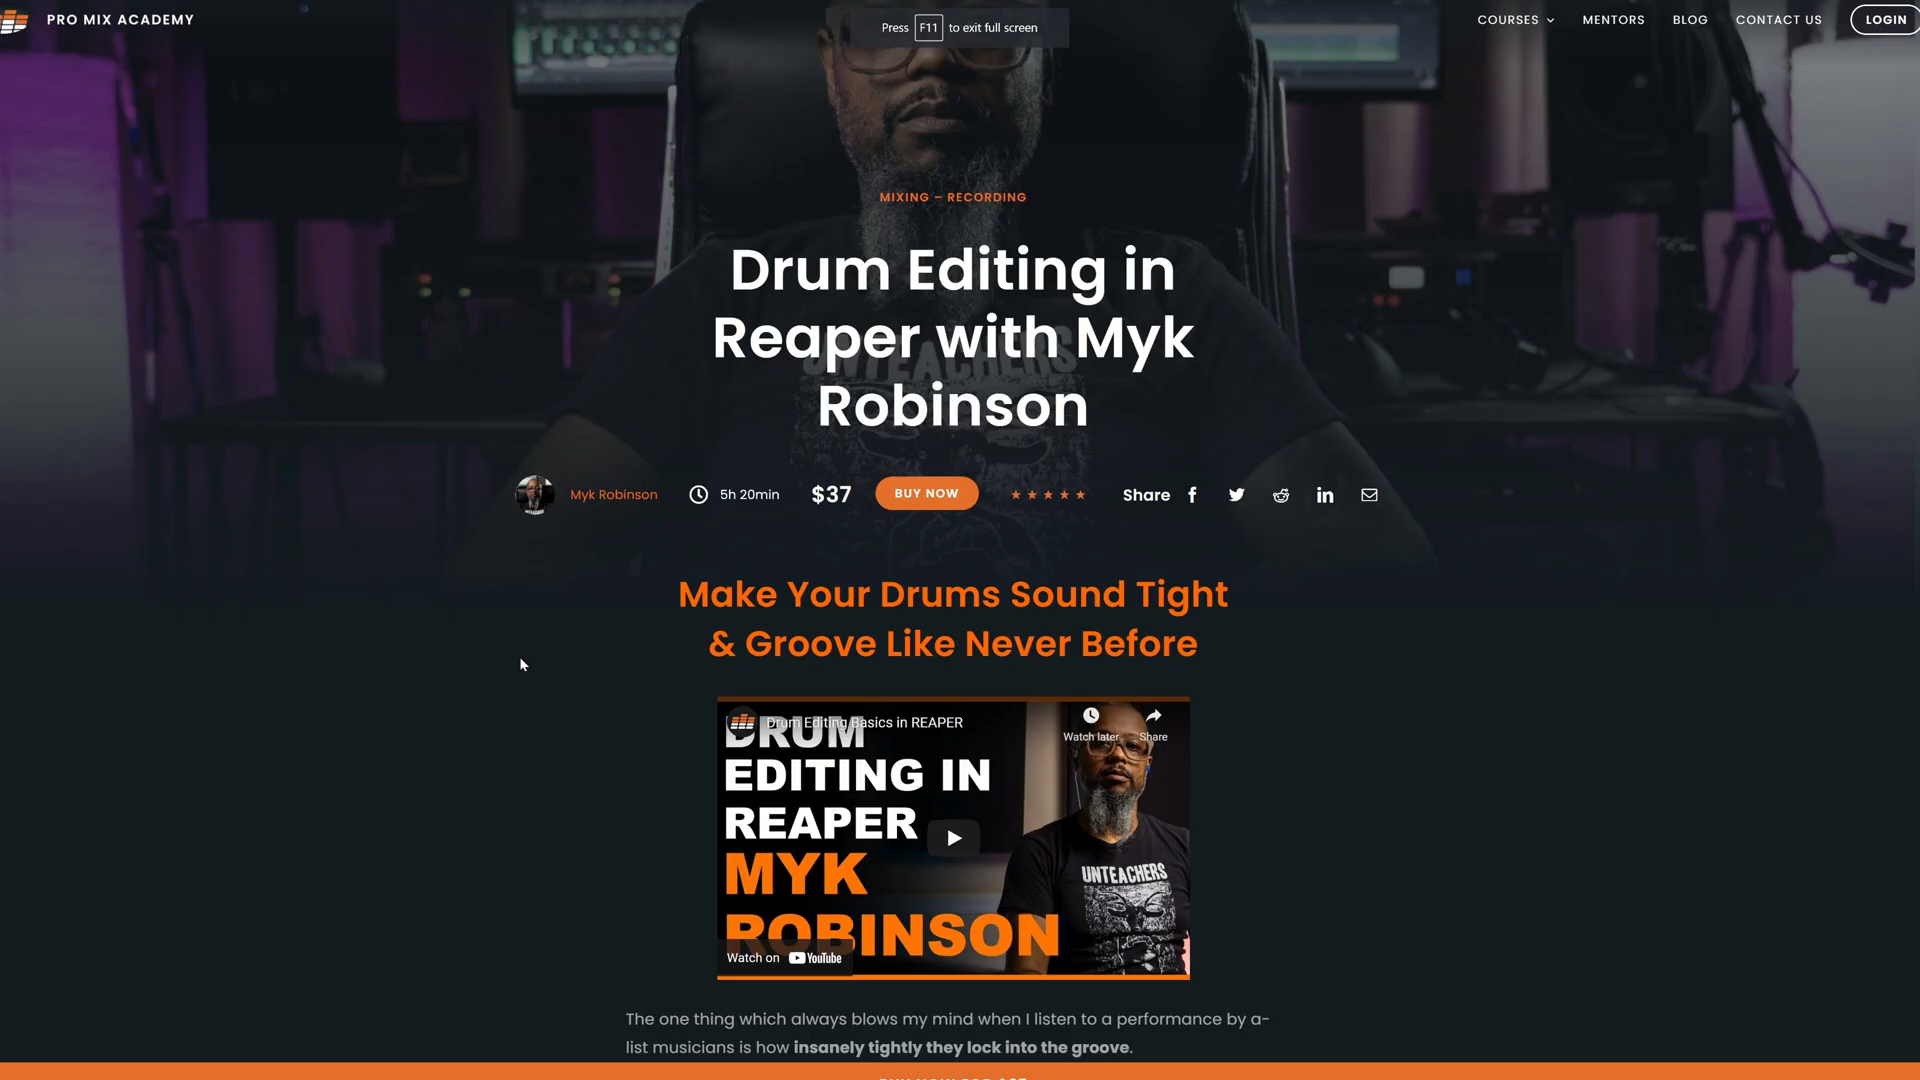 PRO MIX ACADEMY
Press F11 to exit full screen
COURSES MENTORS BLOG CONTACT US LOGIN
MIXING – RECORDING
Drum Editing in
Reaper with Myk
Robinson
UNTEACHERS
Myk Robinson 5h 20min $37 BUY NOW Share
Make Your Drums Sound Tight
& Groove Like Never Before
Drum Editing Basics in REAPER
Watch later Share
DRUM
EDITING IN
REAPER
MYK
ROBINSON
UNTEACHERS
Watch on YouTube
The one thing which always blows my mind when I listen to a performance by a-
list musicians is how insanely tightly they lock into the groove.